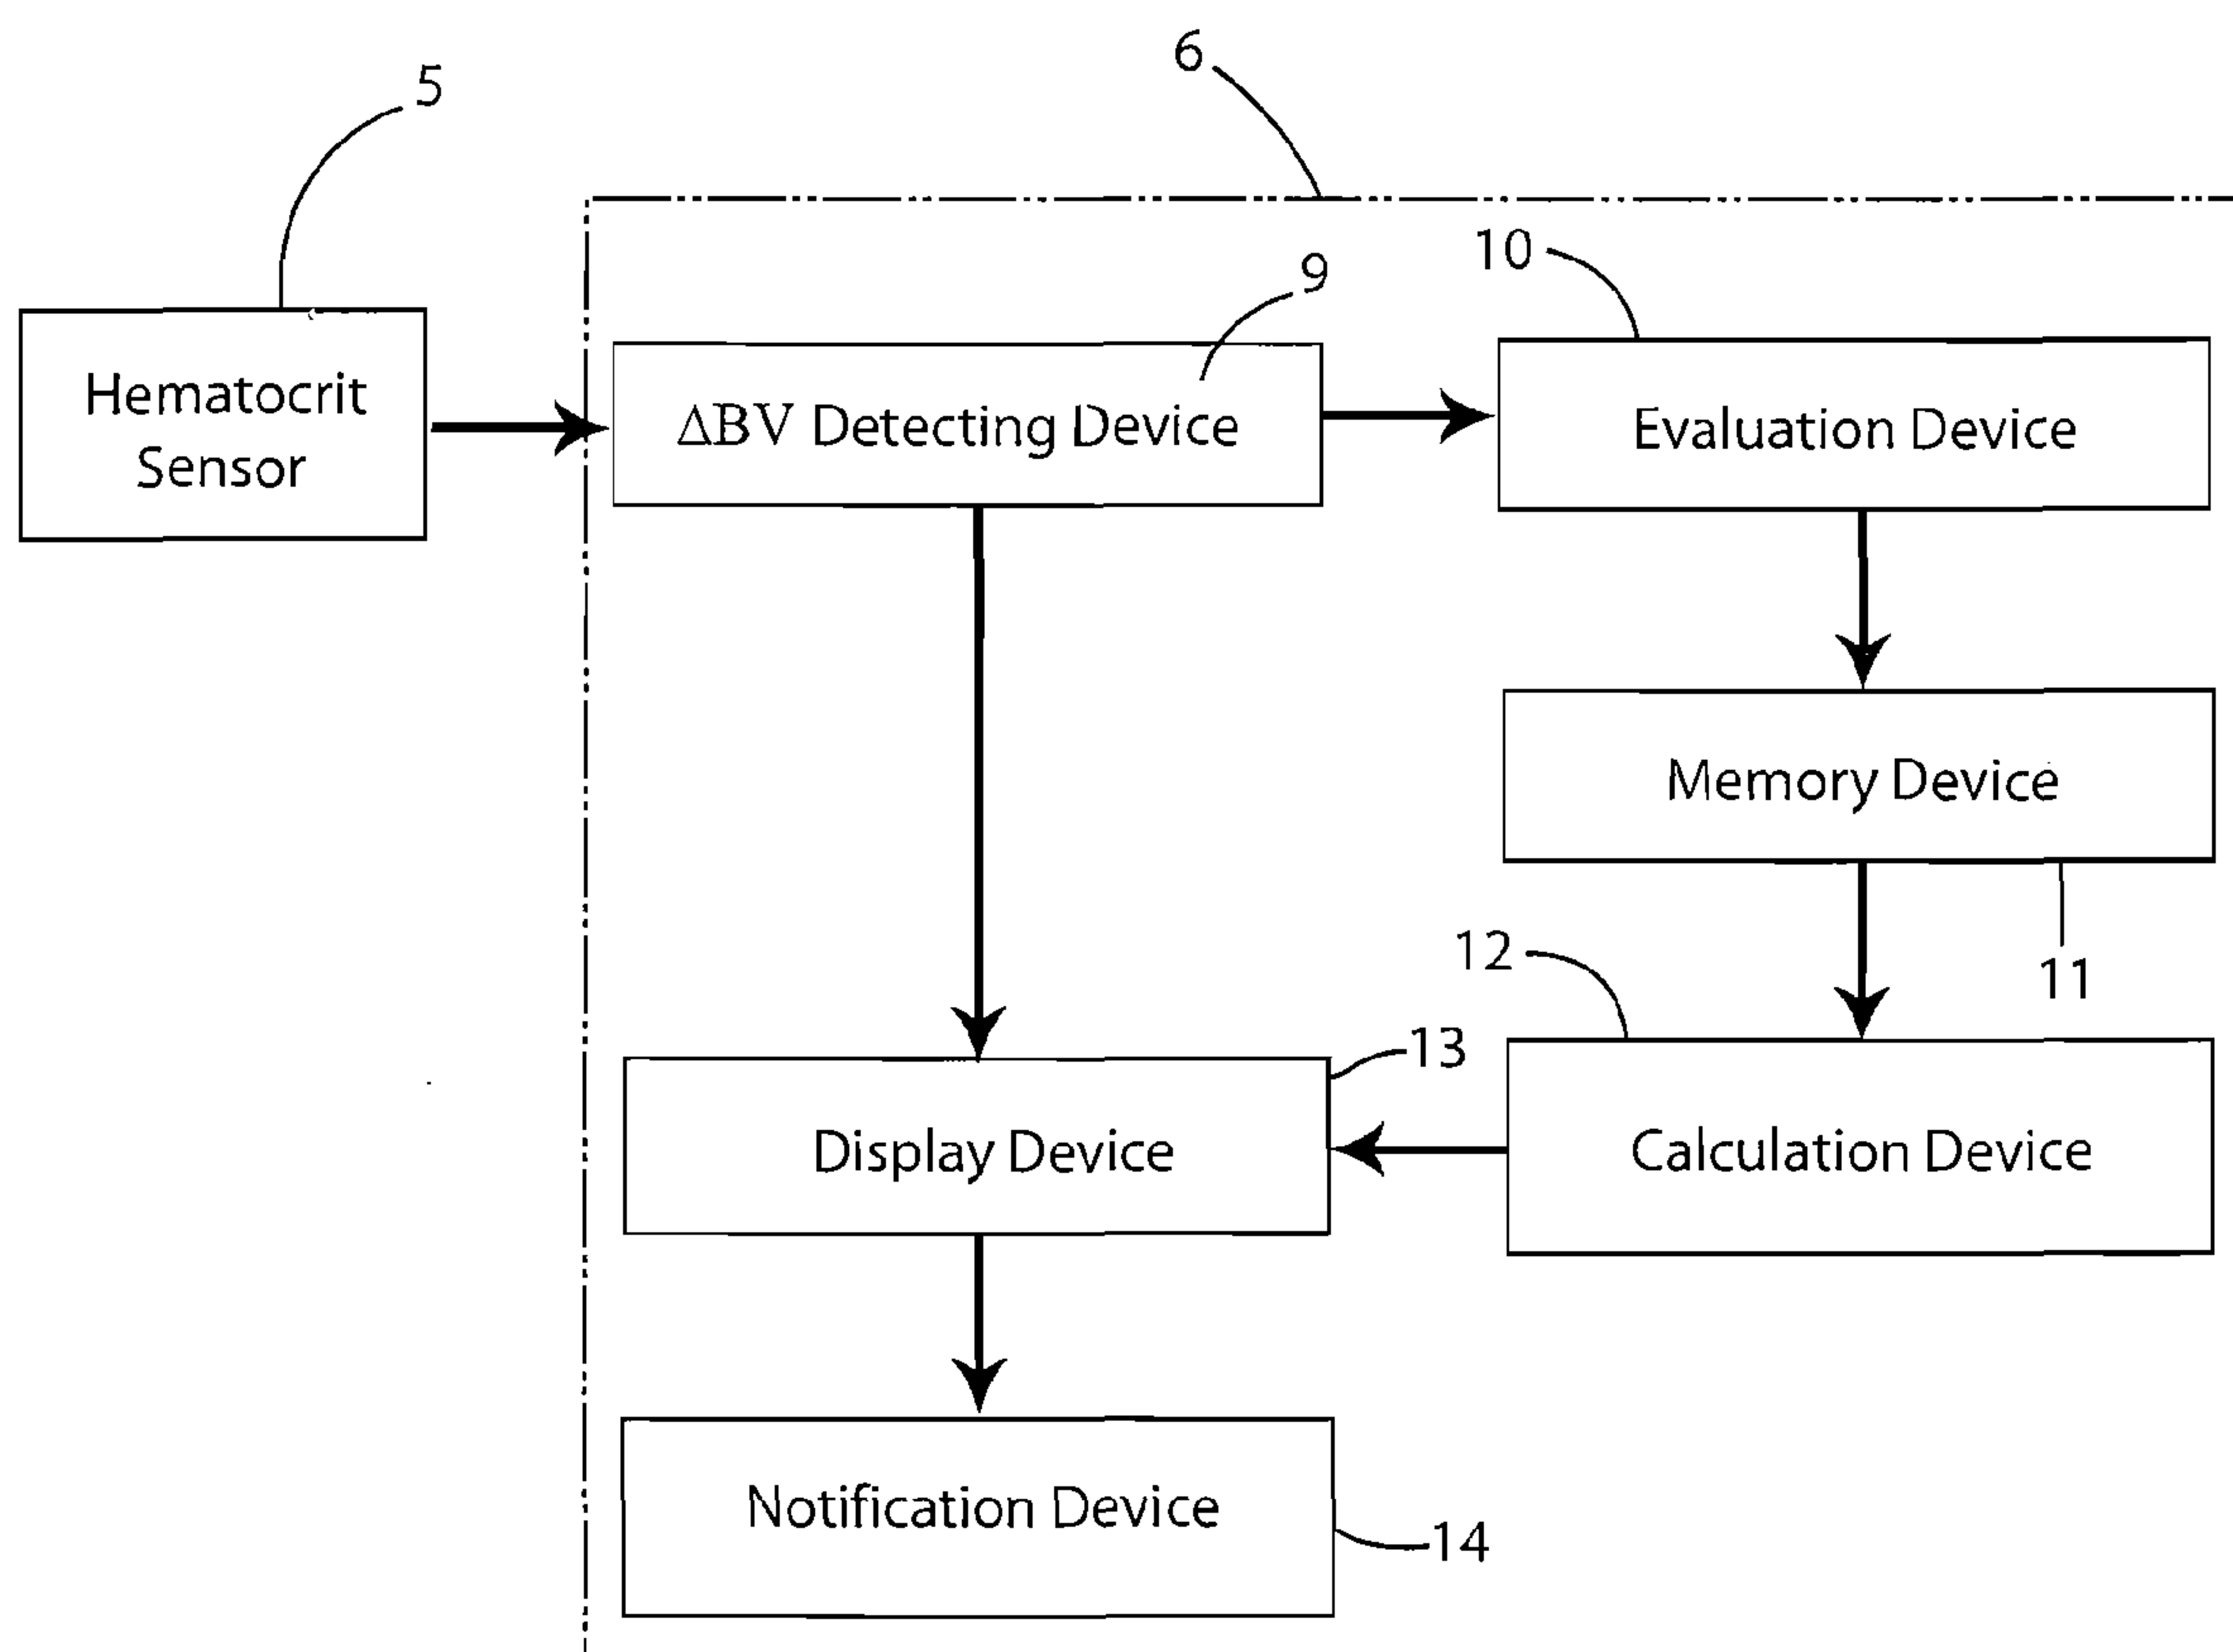 6
5
10
9
Hematocrit
Sensor
ΔBV Detecting Device
Evaluation Device
Memory Device
12
11
13
Display Device
Calculation Device
Notification Device
14